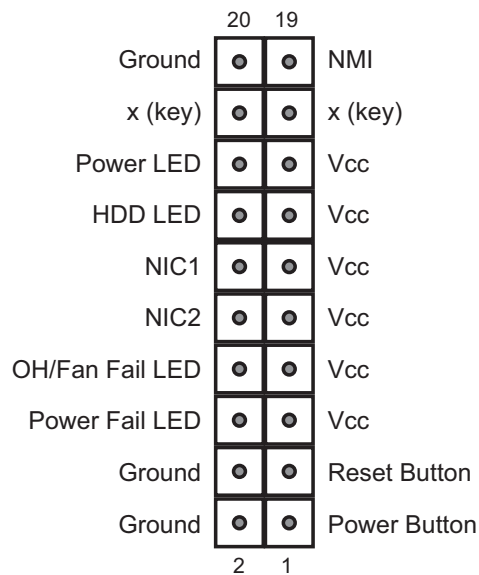 20 19
Ground NMI
x (key) x (key)
Power LED Vcc
HDD LED Vcc
NIC1 Vcc
NIC2 Vcc
OH/Fan Fail LED Vcc
Power Fail LED Vcc
Ground Reset Button
Ground Power Button
2 1